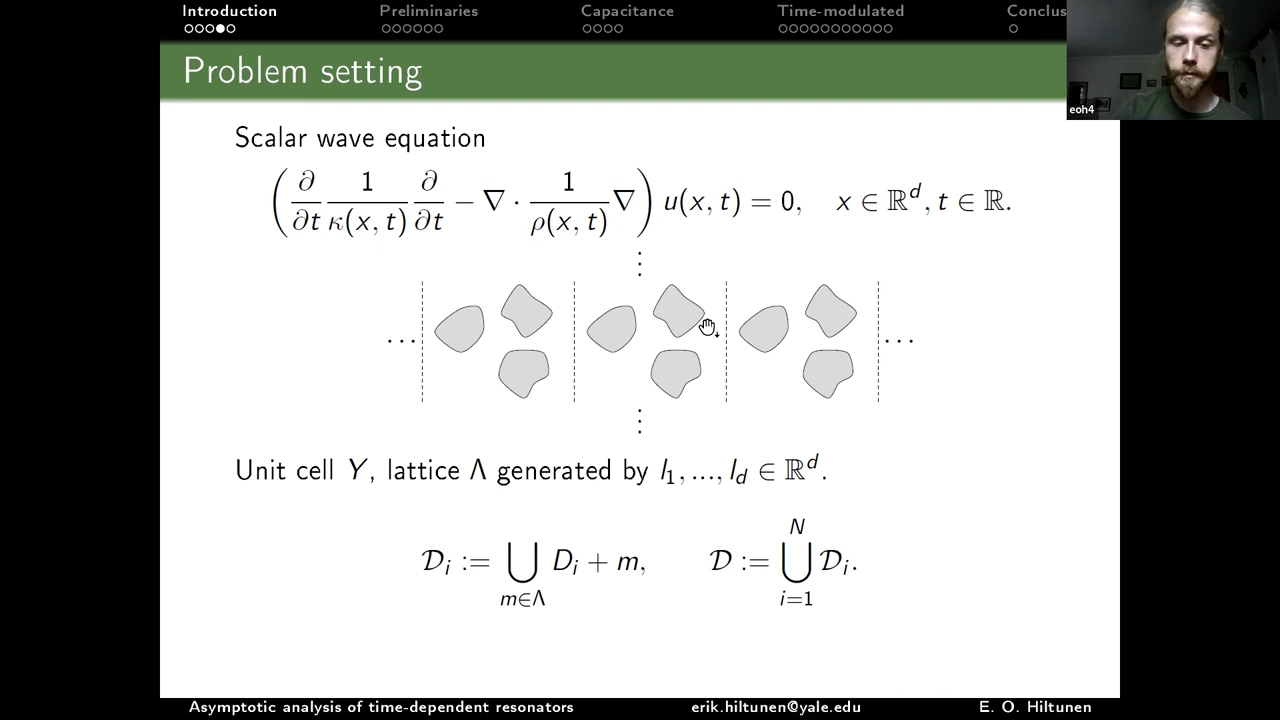 Introduction Preliminaries Capacitance Time-modulated Conclus
eoh4
Problem setting
Scalar wave equation
(∂/∂t 1/κ(x, t) ∂/∂t − ∇ · 1/ρ(x, t) ∇) u(x, t) = 0, x ∈ ℝ^d, t ∈ ℝ.
⋮
... ...
⋮
Unit cell Y, lattice Λ generated by l₁, ..., l_d ∈ ℝ^d.
𝒟_i := ⋃_{m∈Λ} D_i + m, 𝒟 := ⋃_{i=1}^{N} 𝒟_i.
Asymptotic analysis of time-dependent resonators erik.hiltunen@yale.edu E. O. Hiltunen